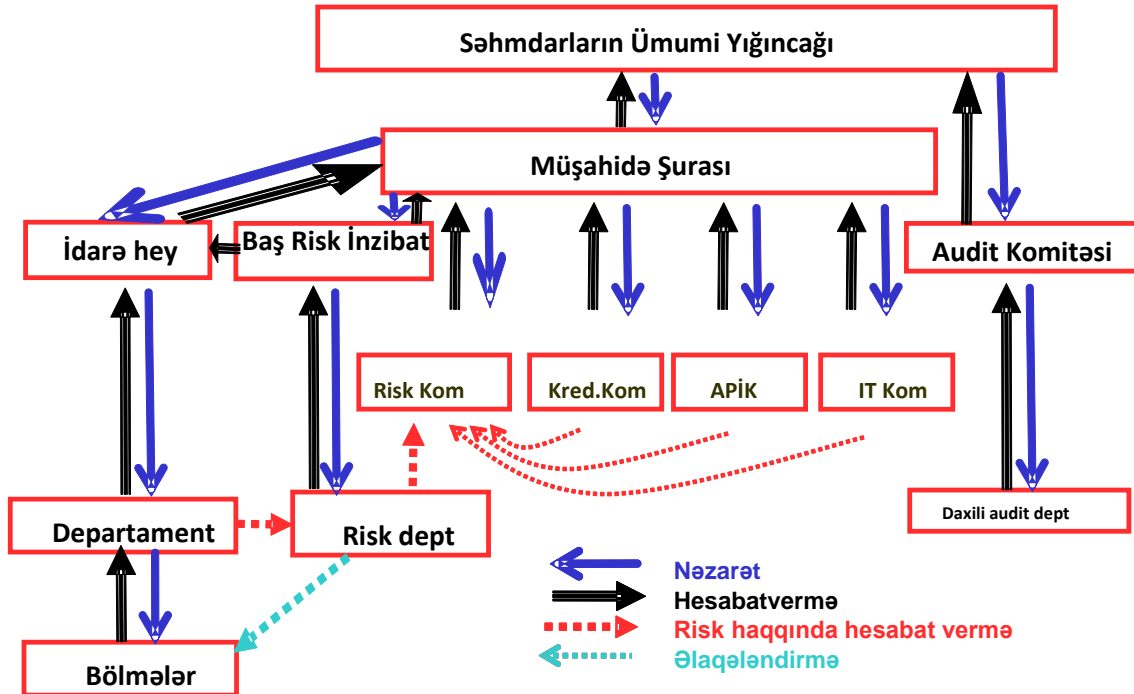 Səhmdarların Ümumi Yığıncağı
Müşahidə Şurası
İdarə hey
Baş Risk İnzibat
Audit Komitəsi
Risk Kom
Kred.Kom
APİK
IT Kom
Departament
Risk dept
Daxili audit dept
Bölmələr
Nəzarət
Hesabatvermə
Risk haqqında hesabat vermə
Əlaqələndirmə